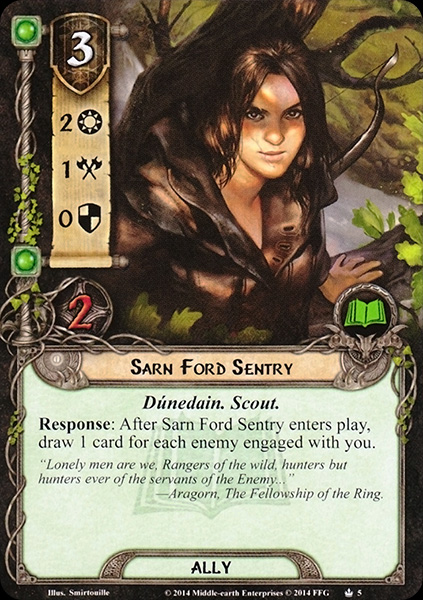 3
2
1
0
2
Sarn Ford Sentry
Dúnedain. Scout.
Response: After Sarn Ford Sentry enters play,
draw 1 card for each enemy engaged with you.
“Lonely men are we, Rangers of the wild, hunters but
hunters ever of the servants of the Enemy...”
—Aragorn, The Fellowship of the Ring.
ALLY
Illus. Smirtouille
© 2014 Middle-earth Enterprises © 2014 FFG
5